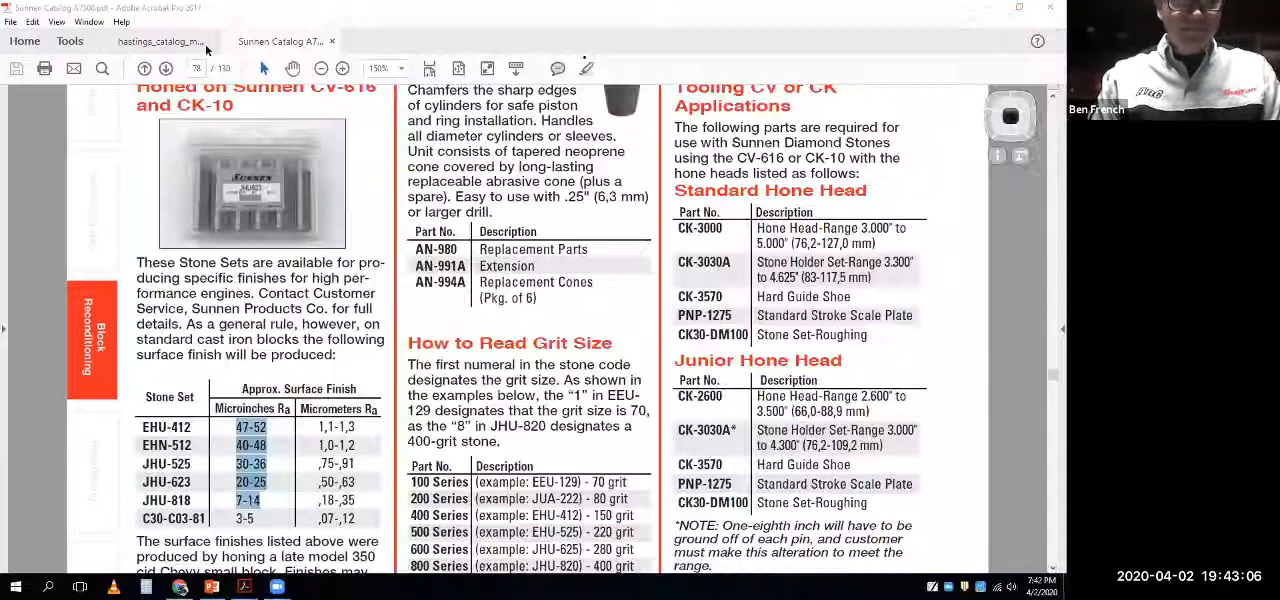 Sunnen Catalog A7500.pdf - Adobe Acrobat Pro 2017
File Edit View Window Help
Home Tools hastings_catalog_m... Sunnen Catalog A7... ×
78 / 130 150%
Honed on Sunnen CV-616
and CK-10
SUNNEN
These Stone Sets are available for pro-
ducing specific finishes for high per-
formance engines. Contact Customer
Service, Sunnen Products Co. for full
details. As a general rule, however, on
standard cast iron blocks the following
surface finish will be produced:
Stone Set Approx. Surface Finish
Microinches Ra Micrometers Ra
EHU-412 47-52 1,1-1,3
EHN-512 40-48 1,0-1,2
JHU-525 30-36 ,75-,91
JHU-623 20-25 ,50-,63
JHU-818 7-14 ,18-,35
C30-C03-81 3-5 ,07-,12
The surface finishes listed above were
produced by honing a late model 350
cid Chevy small block. Finishes may
Block
Reconditioning
Chamfers the sharp edges
of cylinders for safe piston
and ring installation. Handles
all diameter cylinders or sleeves.
Unit consists of tapered neoprene
cone covered by long-lasting
replaceable abrasive cone (plus a
spare). Easy to use with .25" (6,3 mm)
or larger drill.
Part No. Description
AN-980 Replacement Parts
AN-991A Extension
AN-994A Replacement Cones
(Pkg. of 6)
How to Read Grit Size
The first numeral in the stone code
designates the grit size. As shown in
the examples below, the "1" in EEU-
129 designates that the grit size is 70,
as the "8" in JHU-820 designates a
400-grit stone.
Part No. Description
100 Series (example: EEU-129) - 70 grit
200 Series (example: JUA-222) - 80 grit
400 Series (example: EHU-412) - 150 grit
500 Series (example: EHU-525) - 220 grit
600 Series (example: JHU-625) - 280 grit
800 Series (example: JHU-820) - 400 grit
Tooling CV or CK
Applications
The following parts are required for
use with Sunnen Diamond Stones
using the CV-616 or CK-10 with the
hone heads listed as follows:
Standard Hone Head
Part No. Description
CK-3000 Hone Head-Range 3.000" to
5.000" (76,2-127,0 mm)
CK-3030A Stone Holder Set-Range 3.300"
to 4.625" (83-117,5 mm)
CK-3570 Hard Guide Shoe
PNP-1275 Standard Stroke Scale Plate
CK30-DM100 Stone Set-Roughing
Junior Hone Head
Part No. Description
CK-2600 Hone Head-Range 2.600" to
3.500" (66,0-88,9 mm)
CK-3030A* Stone Holder Set-Range 3.000"
to 4.300" (76,2-109,2 mm)
CK-3570 Hard Guide Shoe
PNP-1275 Standard Stroke Scale Plate
CK30-DM100 Stone Set-Roughing
*NOTE: One-eighth inch will have to be
ground off of each pin, and customer
must make this alteration to meet the
range.
Ben French
Snap-on
7:42 PM
4/2/2020
2020-04-02 19:43:06